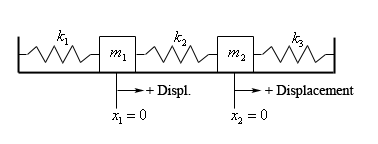 k₁ k₂ k₃
m₁ m₂
+ Displ. + Displacement
x₁ = 0 x₂ = 0